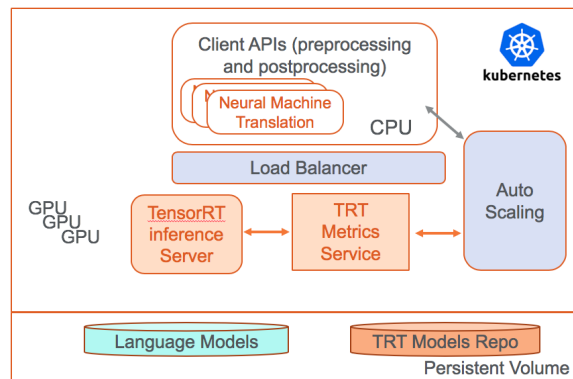 Client APIs (preprocessing
and postprocessing)
Neural Machine
Translation
CPU
kubernetes
Load Balancer
Auto
Scaling
GPU
GPU
GPU
TensorRT
inference
Server
TRT
Metrics
Service
Language Models
TRT Models Repo
Persistent Volume